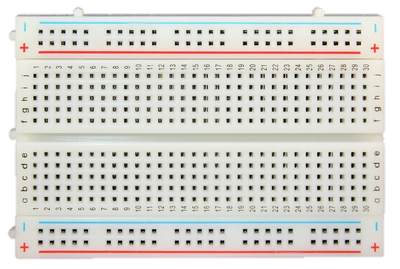 − −
+ +
1 2 3 4 5 6 7 8 9 10 11 12 13 14 15 16 17 18 19 20 21 22 23 24 25 26 27 28 29 30
j j
i i
h h
g g
f f
e e
d d
c c
b b
a a
1 2 3 4 5 6 7 8 9 10 11 12 13 14 15 16 17 18 19 20 21 22 23 24 25 26 27 28 29 30
− −
+ +